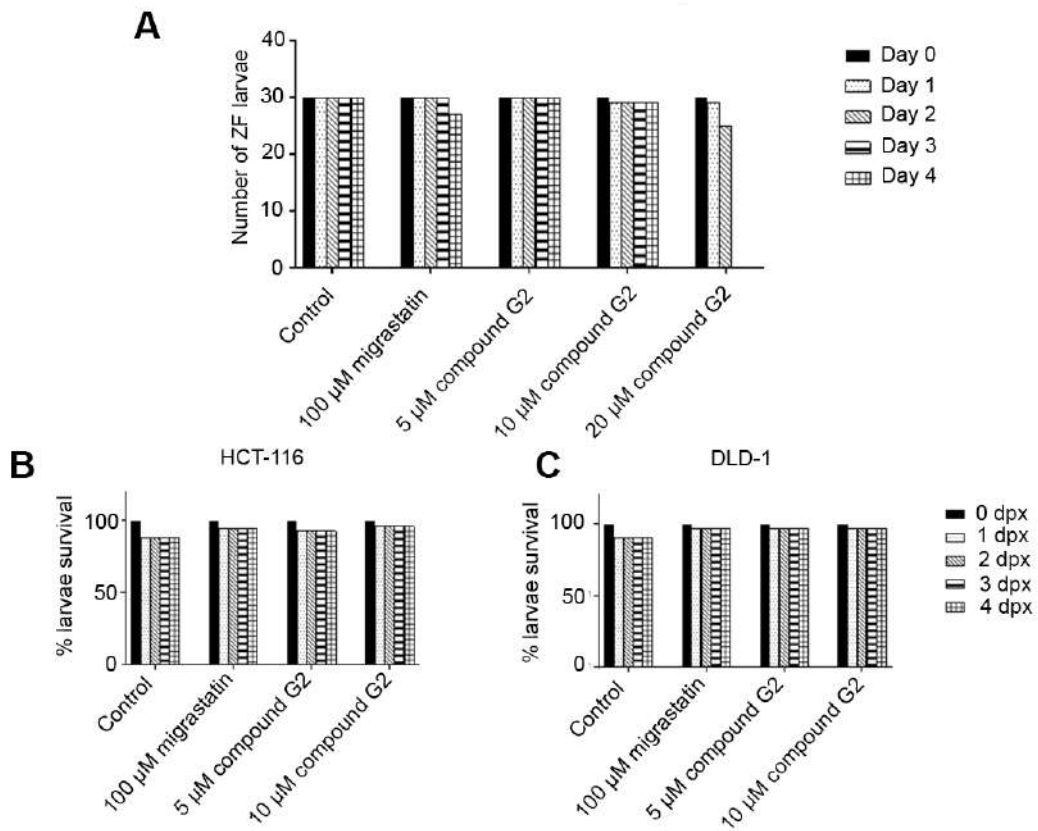 A
Number of ZF larvae
40
30
20
10
0
Control
100 µM migrastatin
5 µM compound G2
10 µM compound G2
20 µM compound G2
Day 0
Day 1
Day 2
Day 3
Day 4
B
HCT-116
% larvae survival
100
50
0
Control
100 µM migrastatin
5 µM compound G2
10 µM compound G2
C
DLD-1
% larvae survival
100
50
0
Control
100 µM migrastatin
5 µM compound G2
10 µM compound G2
0 dpx
1 dpx
2 dpx
3 dpx
4 dpx